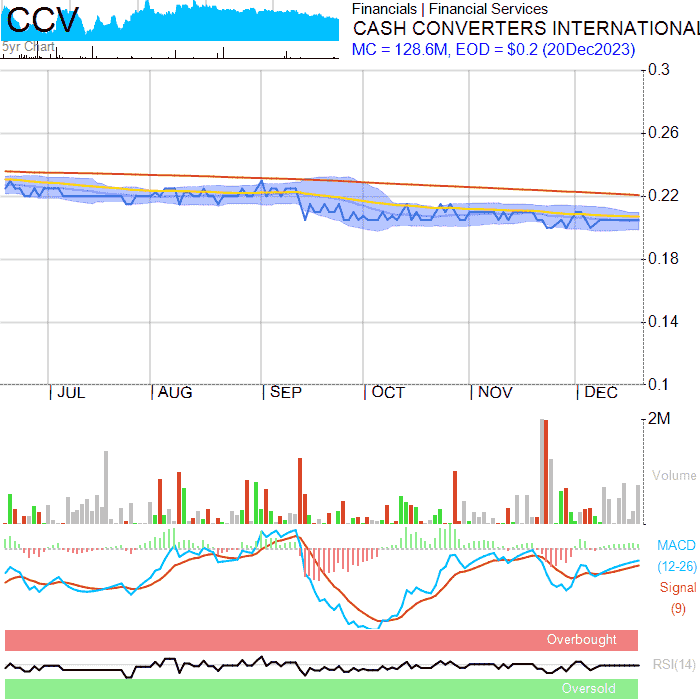 CCV
5yr Chart
Financials | Financial Services
CASH CONVERTERS INTERNATIONAL
MC = 128.6M, EOD = $0.2 (20Dec2023)
0.3
0.26
0.22
0.18
0.14
0.1
JUL
AUG
SEP
OCT
NOV
DEC
2M
Volume
MACD
(12-26)
Signal
(9)
Overbought
RSI(14)
Oversold